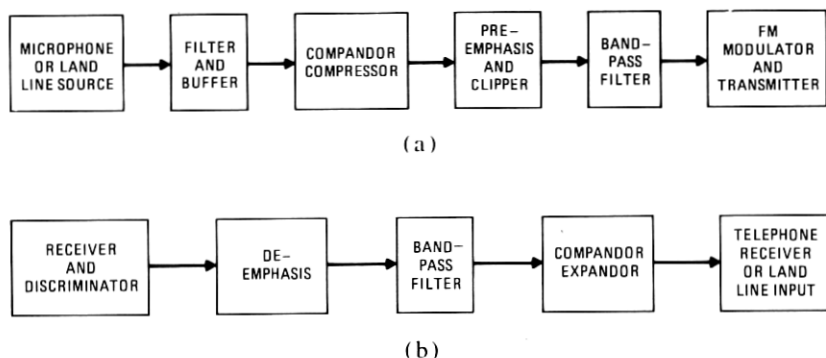 MICROPHONE
OR LAND
LINE SOURCE
FILTER
AND
BUFFER
COMPANDOR
COMPRESSOR
PRE-
EMPHASIS
AND
CLIPPER
BAND-
PASS
FILTER
FM
MODULATOR
AND
TRANSMITTER
(a)
RECEIVER
AND
DISCRIMINATOR
DE-
EMPHASIS
BAND-
PASS
FILTER
COMPANDOR
EXPANDOR
TELEPHONE
RECEIVER
OR LAND
LINE INPUT
(b)